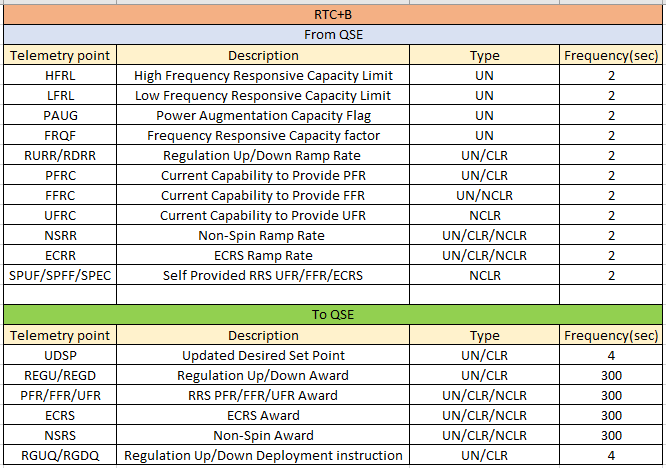 RTC+B
From QSE
Telemetry point Description Type Frequency(sec)
HFRL High Frequency Responsive Capacity Limit UN 2
LFRL Low Frequency Responsive Capacity Limit UN 2
PAUG Power Augmentation Capacity Flag UN 2
FRQF Frequency Responsive Capacity factor UN 2
RURR/RDRR Regulation Up/Down Ramp Rate UN/CLR 2
PFRC Current Capability to Provide PFR UN/CLR 2
FFRC Current Capability to Provide FFR UN/NCLR 2
UFRC Current Capability to Provide UFR NCLR 2
NSRR Non-Spin Ramp Rate UN/CLR/NCLR 2
ECRR ECRS Ramp Rate UN/CLR/NCLR 2
SPUF/SPFF/SPEC Self Provided RRS UFR/FFR/ECRS NCLR 2
To QSE
Telemetry point Description Type Frequency(sec)
UDSP Updated Desired Set Point UN/CLR 4
REGU/REGD Regulation Up/Down Award UN/CLR 300
PFR/FFR/UFR RRS PFR/FFR/UFR Award UN/CLR/NCLR 300
ECRS ECRS Award UN/CLR/NCLR 300
NSRS Non-Spin Award UN/CLR/NCLR 300
RGUQ/RGDQ Regulation Up/Down Deployment instruction UN/CLR 4